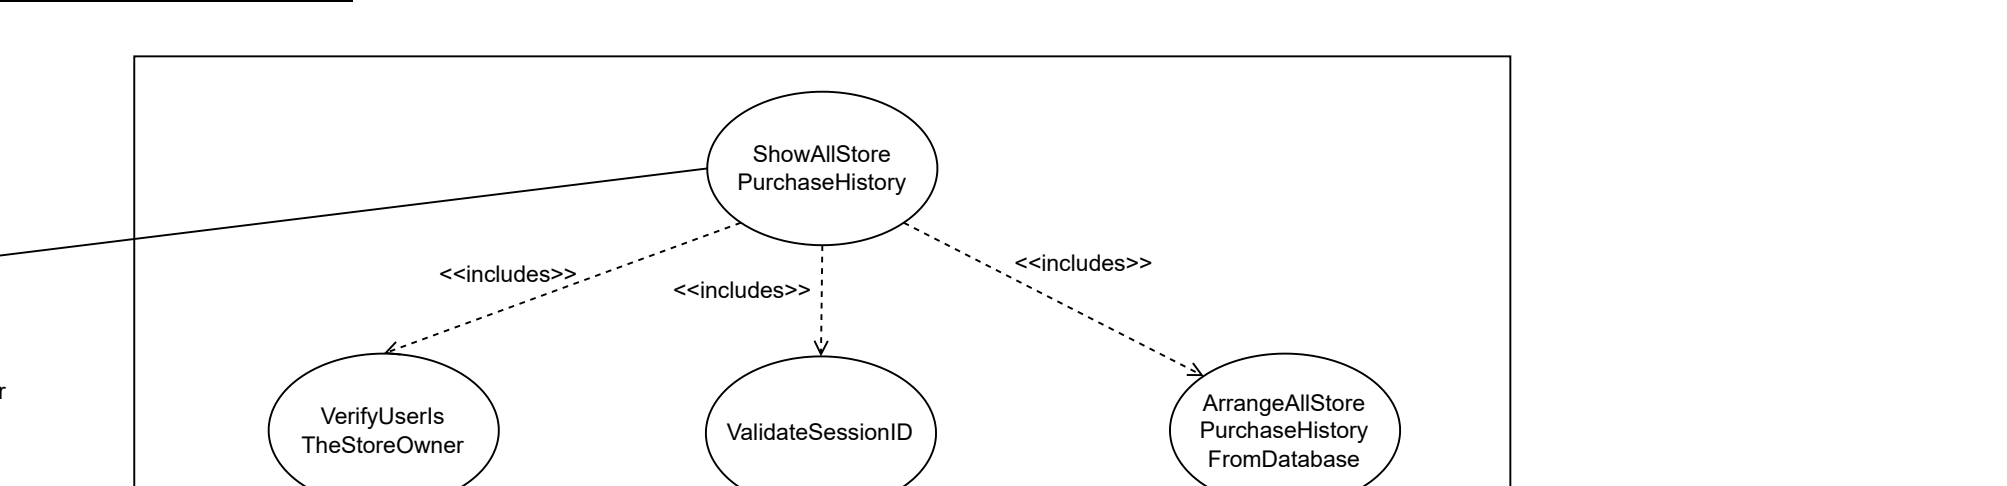 ShowAllStore
PurchaseHistory
<<includes>>
<<includes>>
<<includes>>
VerifyUserIs
TheStoreOwner
ValidateSessionID
ArrangeAllStore
PurchaseHistory
FromDatabase